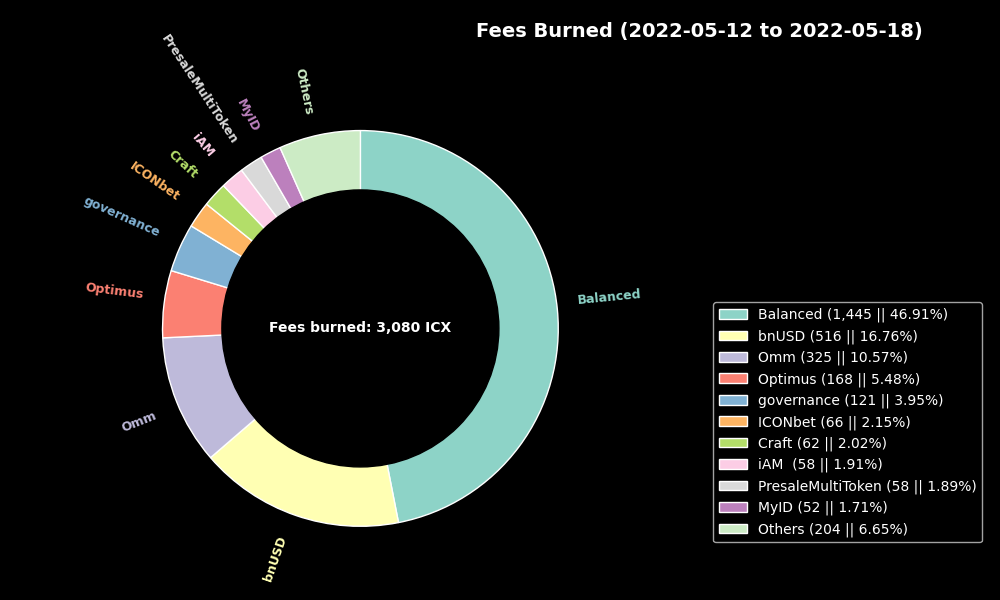 Fees Burned (2022-05-12 to 2022-05-18)
PresaleMultiToken
Others
MyID
iAM
Craft
ICONbet
governance
Optimus
Balanced
Fees burned: 3,080 ICX
Omm
bnUSD
Balanced (1,445 || 46.91%)
bnUSD (516 || 16.76%)
Omm (325 || 10.57%)
Optimus (168 || 5.48%)
governance (121 || 3.95%)
ICONbet (66 || 2.15%)
Craft (62 || 2.02%)
iAM  (58 || 1.91%)
PresaleMultiToken (58 || 1.89%)
MyID (52 || 1.71%)
Others (204 || 6.65%)